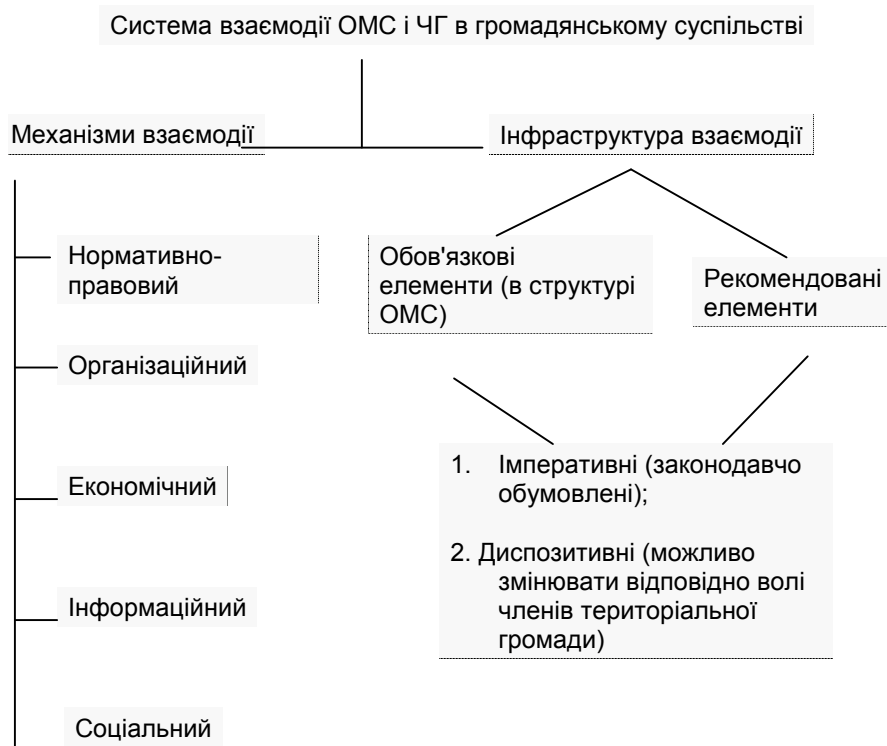 Система взаємодії ОМС і ЧГ в громадянському суспільстві
Механізми взаємодії
Інфраструктура взаємодії
Нормативно-
правовий
Організаційний
Економічний
Інформаційний
Соціальний
Обов'язкові
елементи (в структурі
ОМС)
Рекомендовані
елементи
1. Імперативні (законодавчо
обумовлені);
2. Диспозитивні (можливо
змінювати відповідно волі
членів територіальної
громади)